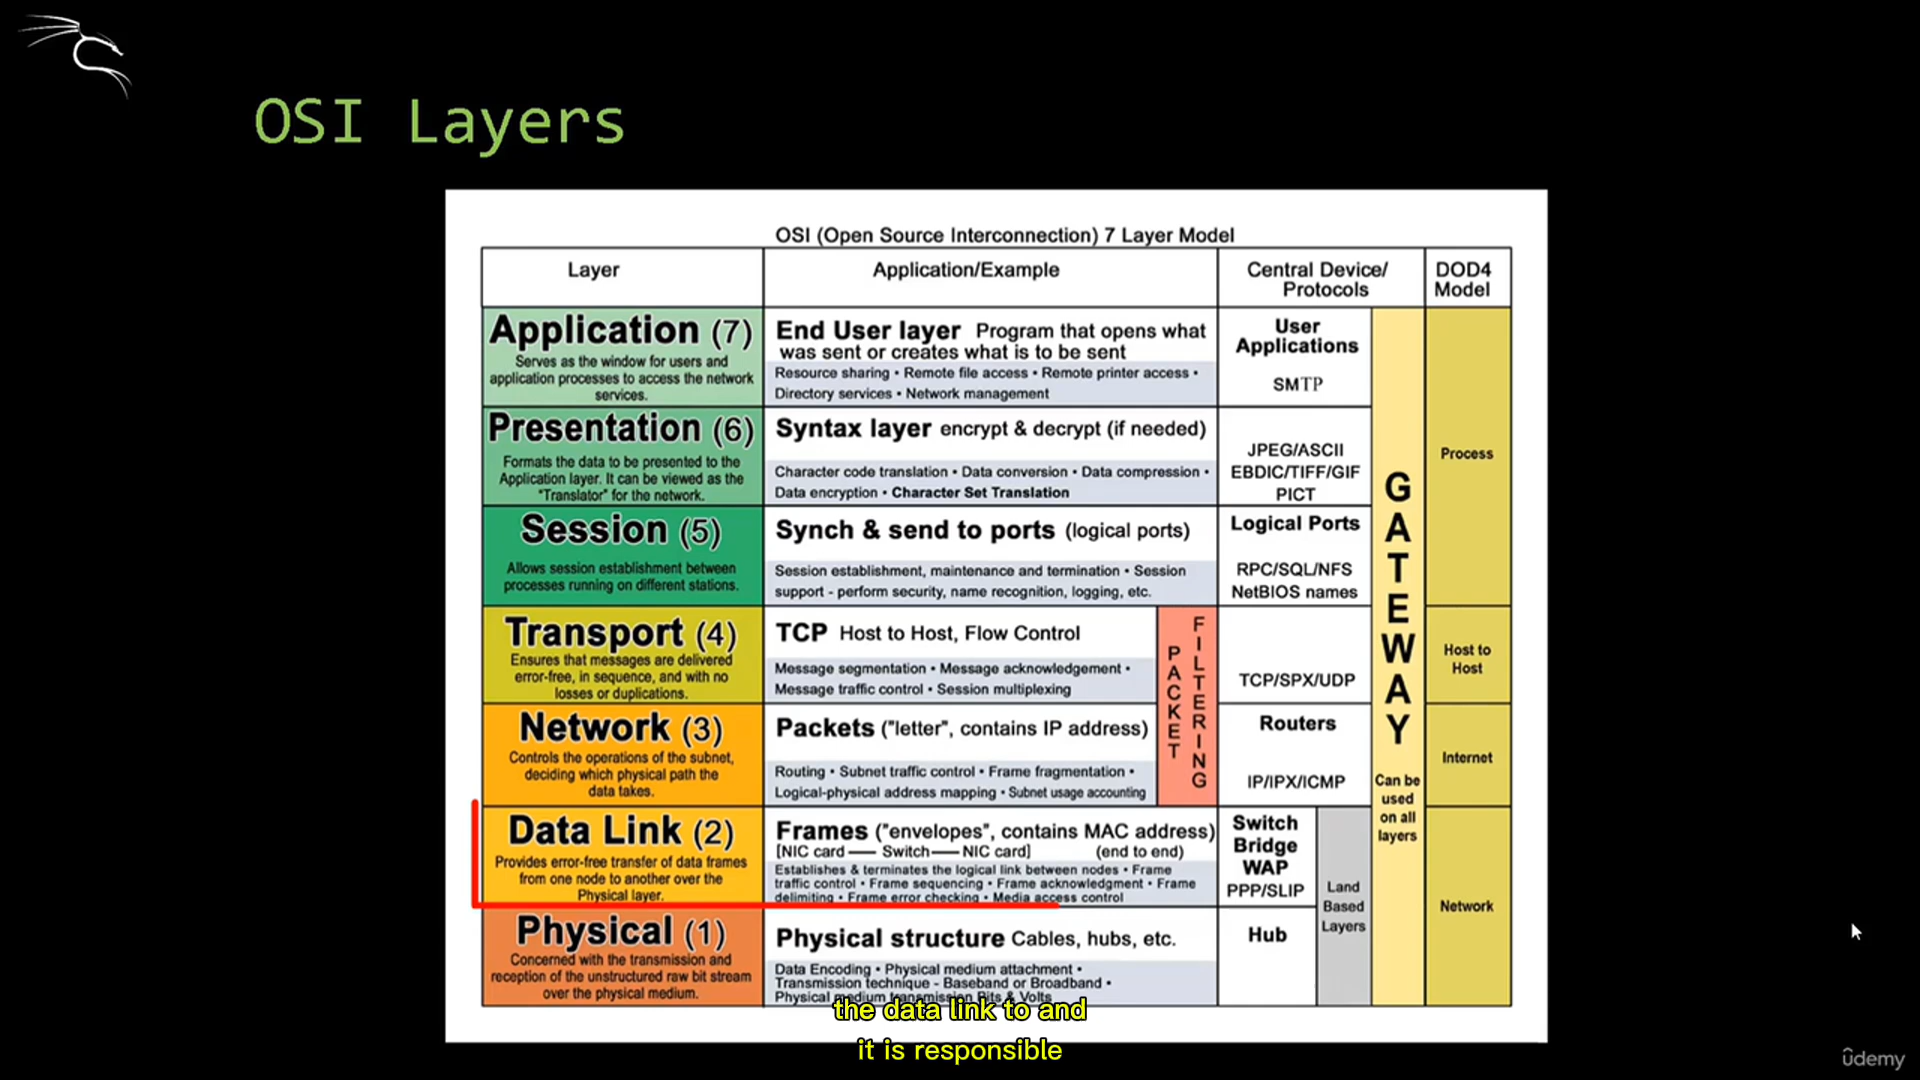 OSI Layers
OSI (Open Source Interconnection) 7 Layer Model
Layer
Application/Example
Central Device/
Protocols
DOD4
Model
Application (7)
Serves as the window for users and
application processes to access the network
services.
End User layer Program that opens what
was sent or creates what is to be sent
Resource sharing • Remote file access • Remote printer access •
Directory services • Network management
User
Applications
SMTP
Presentation (6)
Formats the data to be presented to the
Application layer. It can be viewed as the
"Translator" for the network.
Syntax layer encrypt & decrypt (if needed)
Character code translation • Data conversion • Data compression •
Data encryption • Character Set Translation
JPEG/ASCII
EBDIC/TIFF/GIF
PICT
Process
Session (5)
Allows session establishment between
processes running on different stations.
Synch & send to ports (logical ports)
Session establishment, maintenance and termination • Session
support - perform security, name recognition, logging, etc.
Logical Ports
RPC/SQL/NFS
NetBIOS names
Transport (4)
Ensures that messages are delivered
error-free, in sequence, and with no
losses or duplications.
TCP Host to Host, Flow Control
Message segmentation • Message acknowledgement •
Message traffic control • Session multiplexing
PACKET
FILTERING
TCP/SPX/UDP
GATEWAY
Can be
used
on all
layers
Host to
Host
Network (3)
Controls the operations of the subnet,
deciding which physical path the
data takes.
Packets ("letter", contains IP address)
Routing • Subnet traffic control • Frame fragmentation •
Logical-physical address mapping • Subnet usage accounting
Routers
IP/IPX/ICMP
Internet
Data Link (2)
Provides error-free transfer of data frames
from one node to another over the
Physical layer.
Frames ("envelopes", contains MAC address)
[NIC card — Switch — NIC card] (end to end)
Establishes & terminates the logical link between nodes • Frame
traffic control • Frame sequencing • Frame acknowledgment • Frame
delimiting • Frame error checking • Media access control
Switch
Bridge
WAP
PPP/SLIP
Land
Based
Layers
Network
Physical (1)
Concerned with the transmission and
reception of the unstructured raw bit stream
over the physical medium.
Physical structure Cables, hubs, etc.
Data Encoding • Physical medium attachment •
Transmission technique - Baseband or Broadband •
Physical medium transmission Bits & Volts
Hub
the data link to and
it is responsible
ûdemy